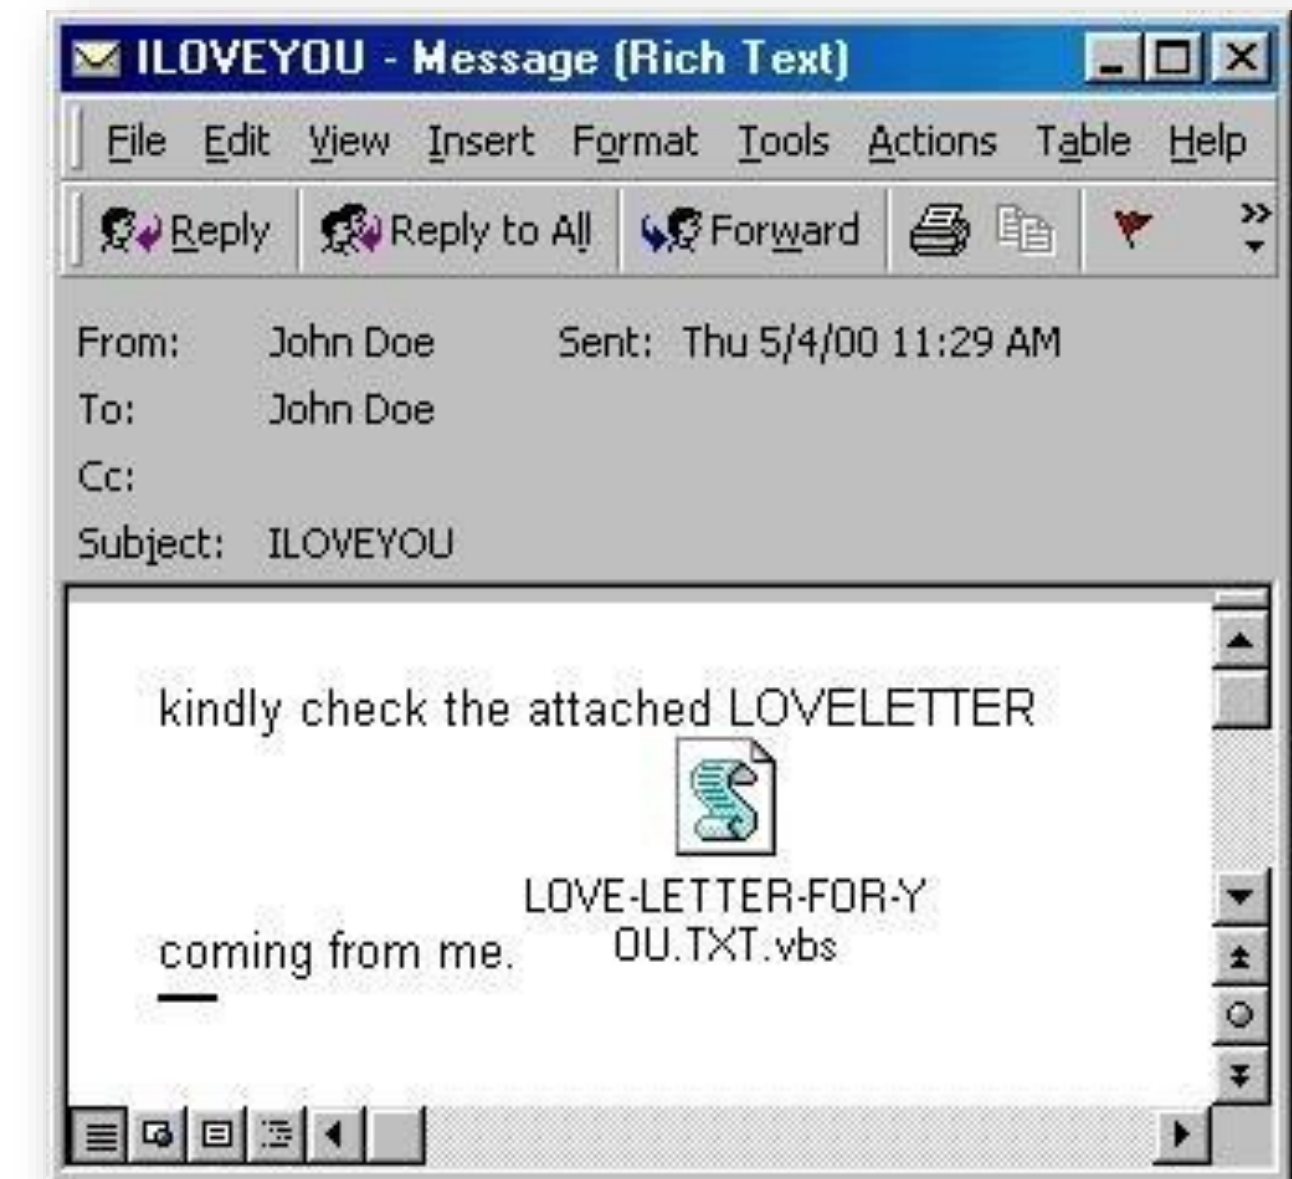 ILOVEYOU - Message (Rich Text)
File Edit View Insert Format Tools Actions Table Help
Reply Reply to All Forward
From: John Doe Sent: Thu 5/4/00 11:29 AM
To: John Doe
Cc:
Subject: ILOVEYOU
kindly check the attached LOVELETTER
LOVE-LETTER-FOR-Y
OU.TXT.vbs
coming from me.